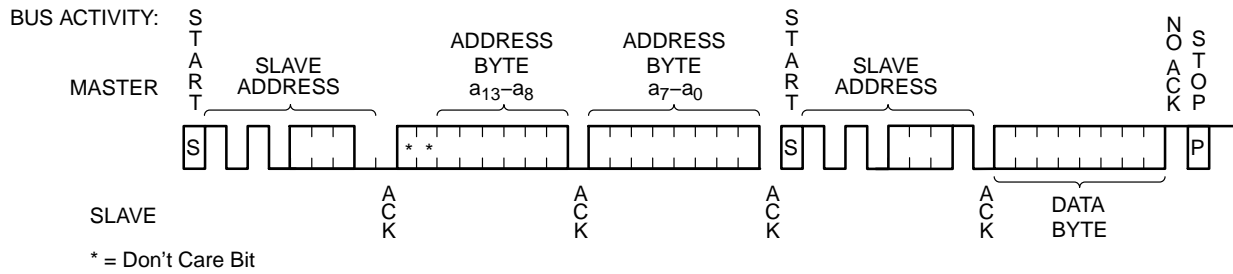 BUS ACTIVITY:
MASTER
START
SLAVE
ADDRESS
ADDRESS
BYTE
a13–a8
ADDRESS
BYTE
a7–a0
START
SLAVE
ADDRESS
NO ACK
STOP
S
* *
S
P
SLAVE
ACK
ACK
ACK
ACK
DATA
BYTE
* = Don't Care Bit